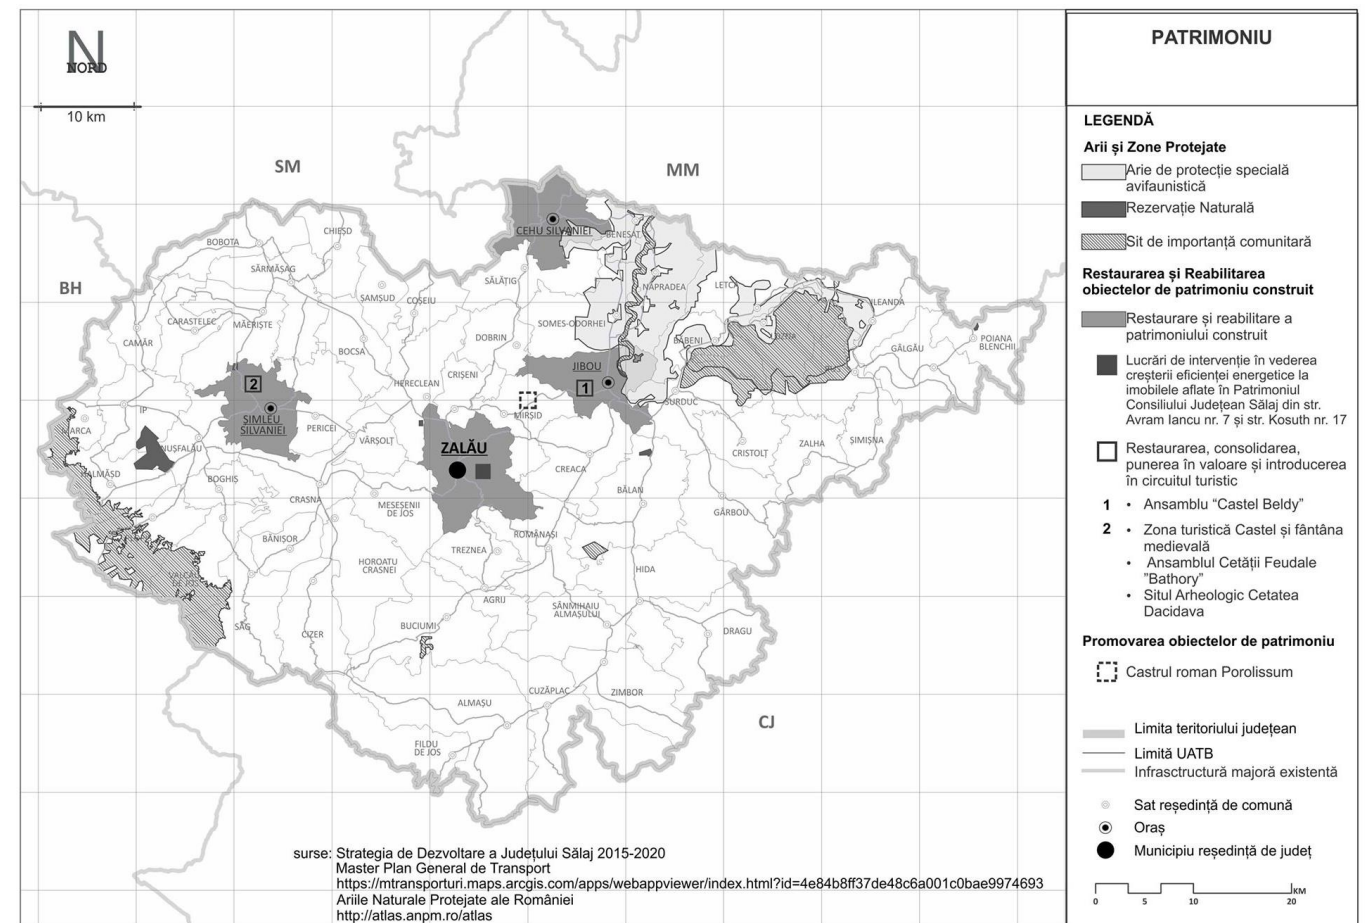 N
NORD
10 km
SM
MM
BH
CJ
CEHU SILVANIEI
BENESAT
CHIEȘD
BOBOTA
SĂRMĂȘAG
SĂLĂȚIG
SAMȘUD
COȘEIU
NĂPRADEA
ILEANDA
CARASTELEC
MĂERIȘTE
SOMEȘ-ODORHEI
CAMĂR
DOBRIN
BĂBENI
POIANA
BLENCHII
GÂLGĂU
BOCȘA
JIBOU
CRIȘENI
HERECLEAN
1
2
IP
ȘIMLEU
SILVANIEI
PERICEI
MIRȘID
SURDUC
MARCA
NUȘFALĂU
VÂRȘOLȚ
ZALĂU
ZALHA
ȘIMIȘNA
CRISTOLȚ
HALMĂȘD
BOGHIȘ
CREACA
CRASNA
BĂLAN
MESEȘENII
DE JOS
GÂRBOU
BĂNIȘOR
ROMÂNAȘI
TREZNEA
HOROATU
CRASNEI
HIDA
VALCĂU
DE JOS
AGRIJ
SÂNMIHAIU
ALMAȘULUI
SÂG
CIZER
BUCIUMI
DRAGU
CUZĂPLAC
ZIMBOR
ALMAȘU
FILDU
DE JOS
surse: Strategia de Dezvoltare a Județului Sălaj 2015-2020
Master Plan General de Transport
https://mtransporturi.maps.arcgis.com/apps/webappviewer/index.html?id=4e84b8ff37de48c6a001c0bae9974693
Ariile Naturale Protejate ale României
http://atlas.anpm.ro/atlas
PATRIMONIU
LEGENDĂ
Arii și Zone Protejate
Arie de protecție specială
avifaunistică
Rezervație Naturală
Sit de importanță comunitară
Restaurarea și Reabilitarea
obiectelor de patrimoniu construit
Restaurare și reabilitare a
patrimoniului construit
Lucrări de intervenție în vederea
creșterii eficienței energetice la
imobilele aflate în Patrimoniul
Consiliului Județean Sălaj din str.
Avram Iancu nr. 7 și str. Kosuth nr. 17
Restaurarea, consolidarea,
punerea în valoare și introducerea
în circuitul turistic
1 • Ansamblu “Castel Beldy”
2 • Zona turistică Castel și fântâna
medievală
• Ansamblul Cetății Feudale
”Bathory”
• Situl Arheologic Cetatea
Dacidava
Promovarea obiectelor de patrimoniu
Castrul roman Porolissum
Limita teritoriului județean
Limită UATB
Infrasctructură majoră existentă
Sat reședință de comună
Oraș
Municipiu reședință de județ
KM
0 5 10 20